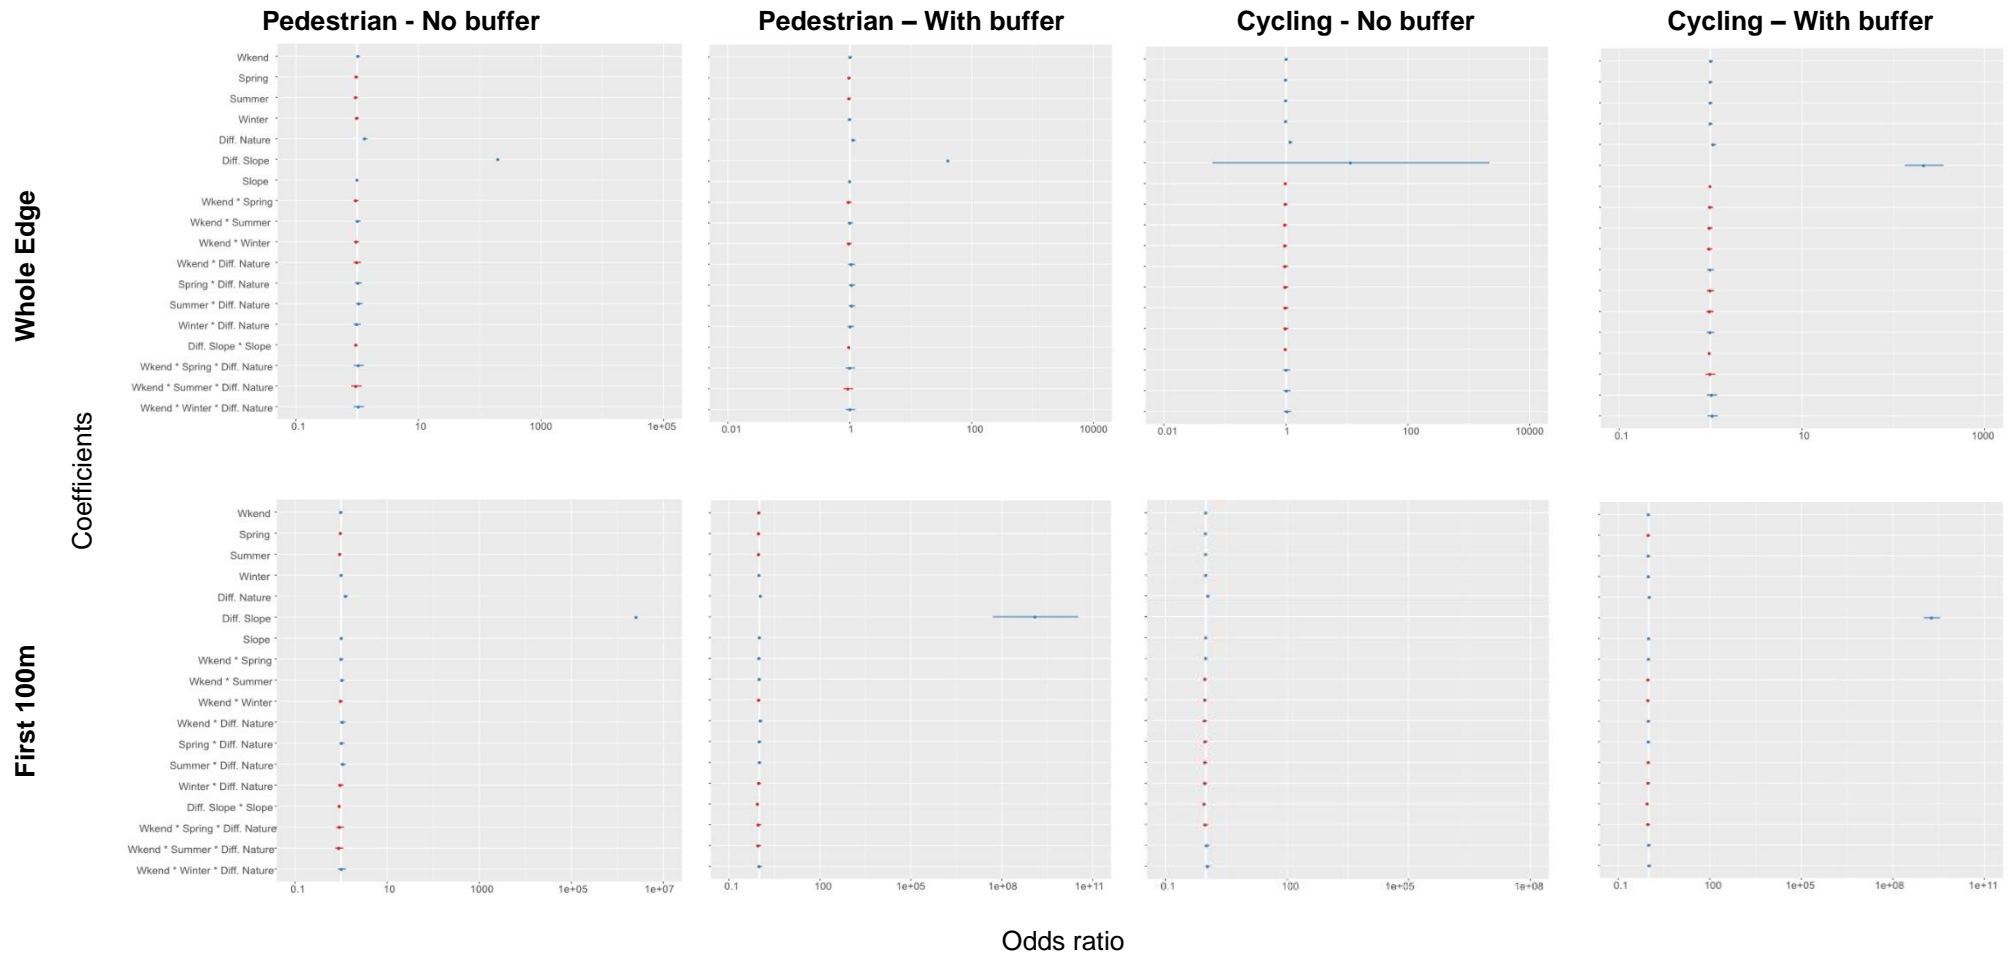 Pedestrian - No buffer
Pedestrian – With buffer
Cycling - No buffer
Cycling – With buffer
Whole Edge
Coefficients
Wkend
Spring
Summer
Winter
Diff. Nature
Diff. Slope
Slope
Wkend * Spring
Wkend * Summer
Wkend * Winter
Wkend * Diff. Nature
Spring * Diff. Nature
Summer * Diff. Nature
Winter * Diff. Nature
Diff. Slope * Slope
Wkend * Spring * Diff. Nature
Wkend * Summer * Diff. Nature
Wkend * Winter * Diff. Nature
0.1 10 1000 1e+05
0.01 1 100 10000
0.01 1 100 10000
0.1 10 1000
First 100m
Wkend
Spring
Summer
Winter
Diff. Nature
Diff. Slope
Slope
Wkend * Spring
Wkend * Summer
Wkend * Winter
Wkend * Diff. Nature
Spring * Diff. Nature
Summer * Diff. Nature
Winter * Diff. Nature
Diff. Slope * Slope
Wkend * Spring * Diff. Nature
Wkend * Summer * Diff. Nature
Wkend * Winter * Diff. Nature
0.1 10 1000 1e+05 1e+07
0.1 100 1e+05 1e+08 1e+11
0.1 100 1e+05 1e+08
0.1 100 1e+05 1e+08 1e+11
Odds ratio